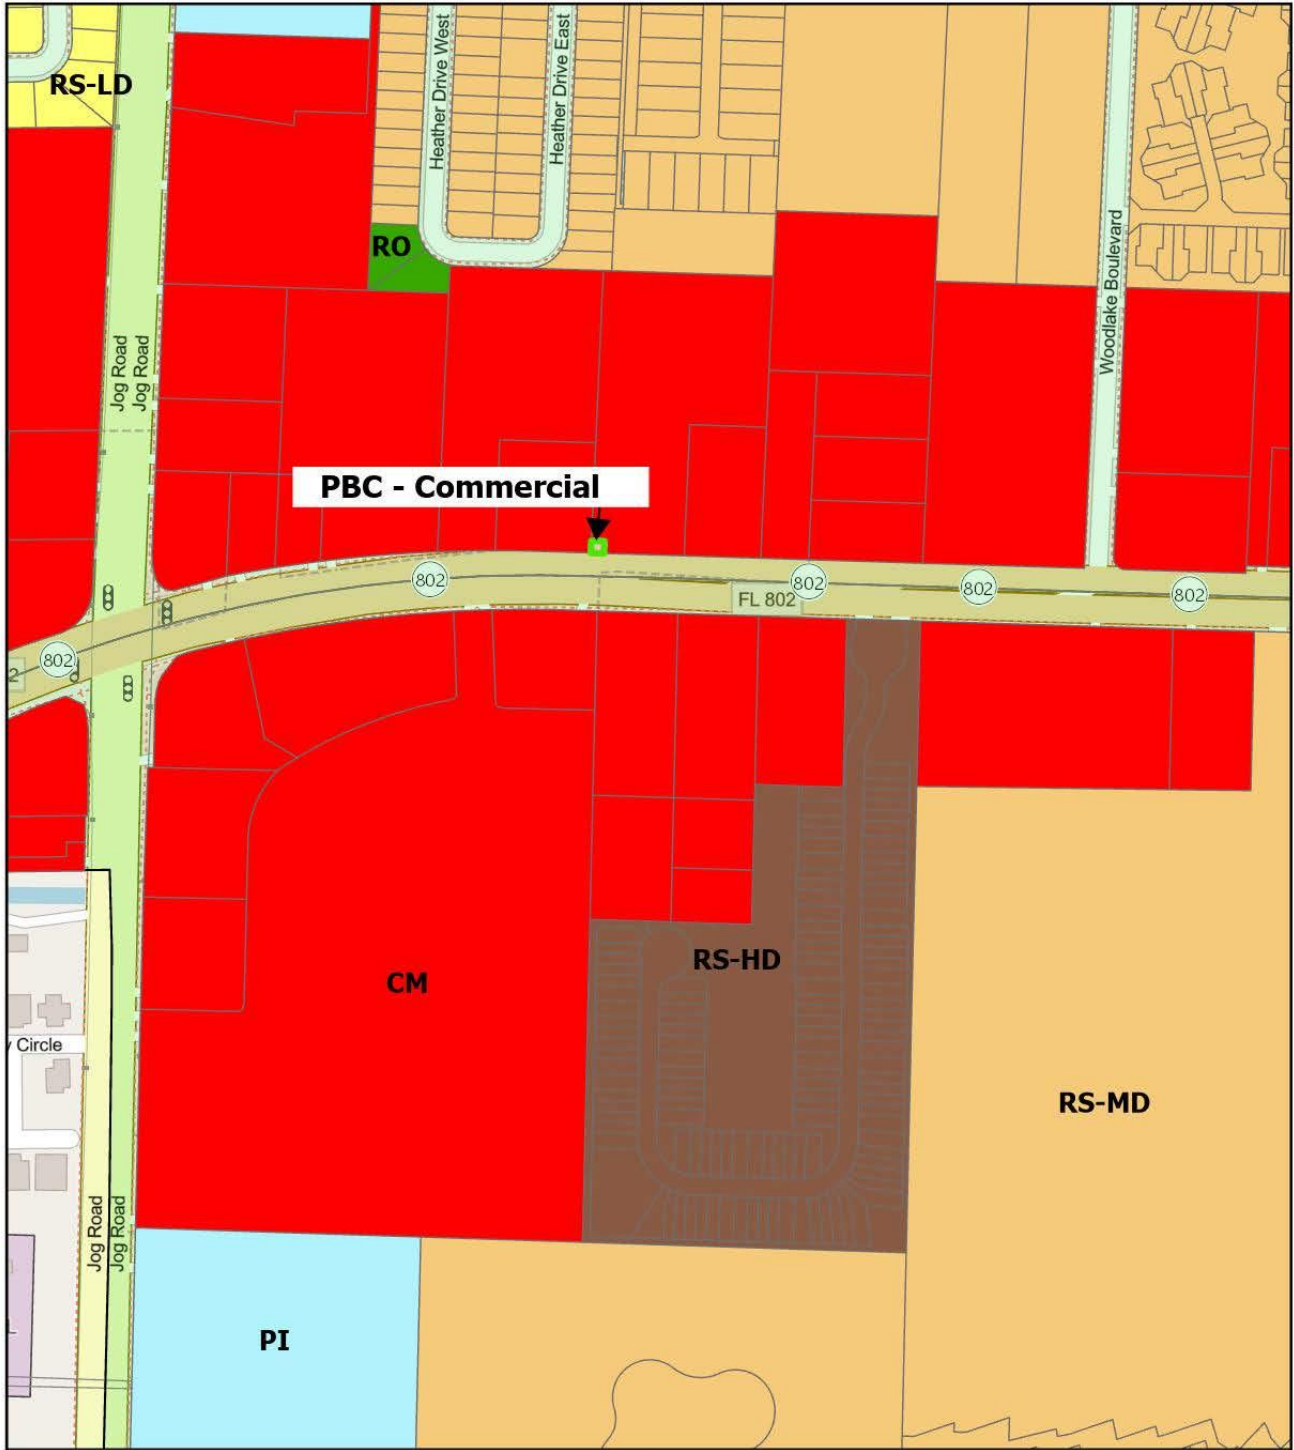 Heather Drive West
Heather Drive East
RS-LD
RO
Woodlake Boulevard
Jog Road
Jog Road
PBC - Commercial
802
802
802
802
FL 802
802
2
RS-HD
CM
y Circle
RS-MD
Jog Road
Jog Road
PI